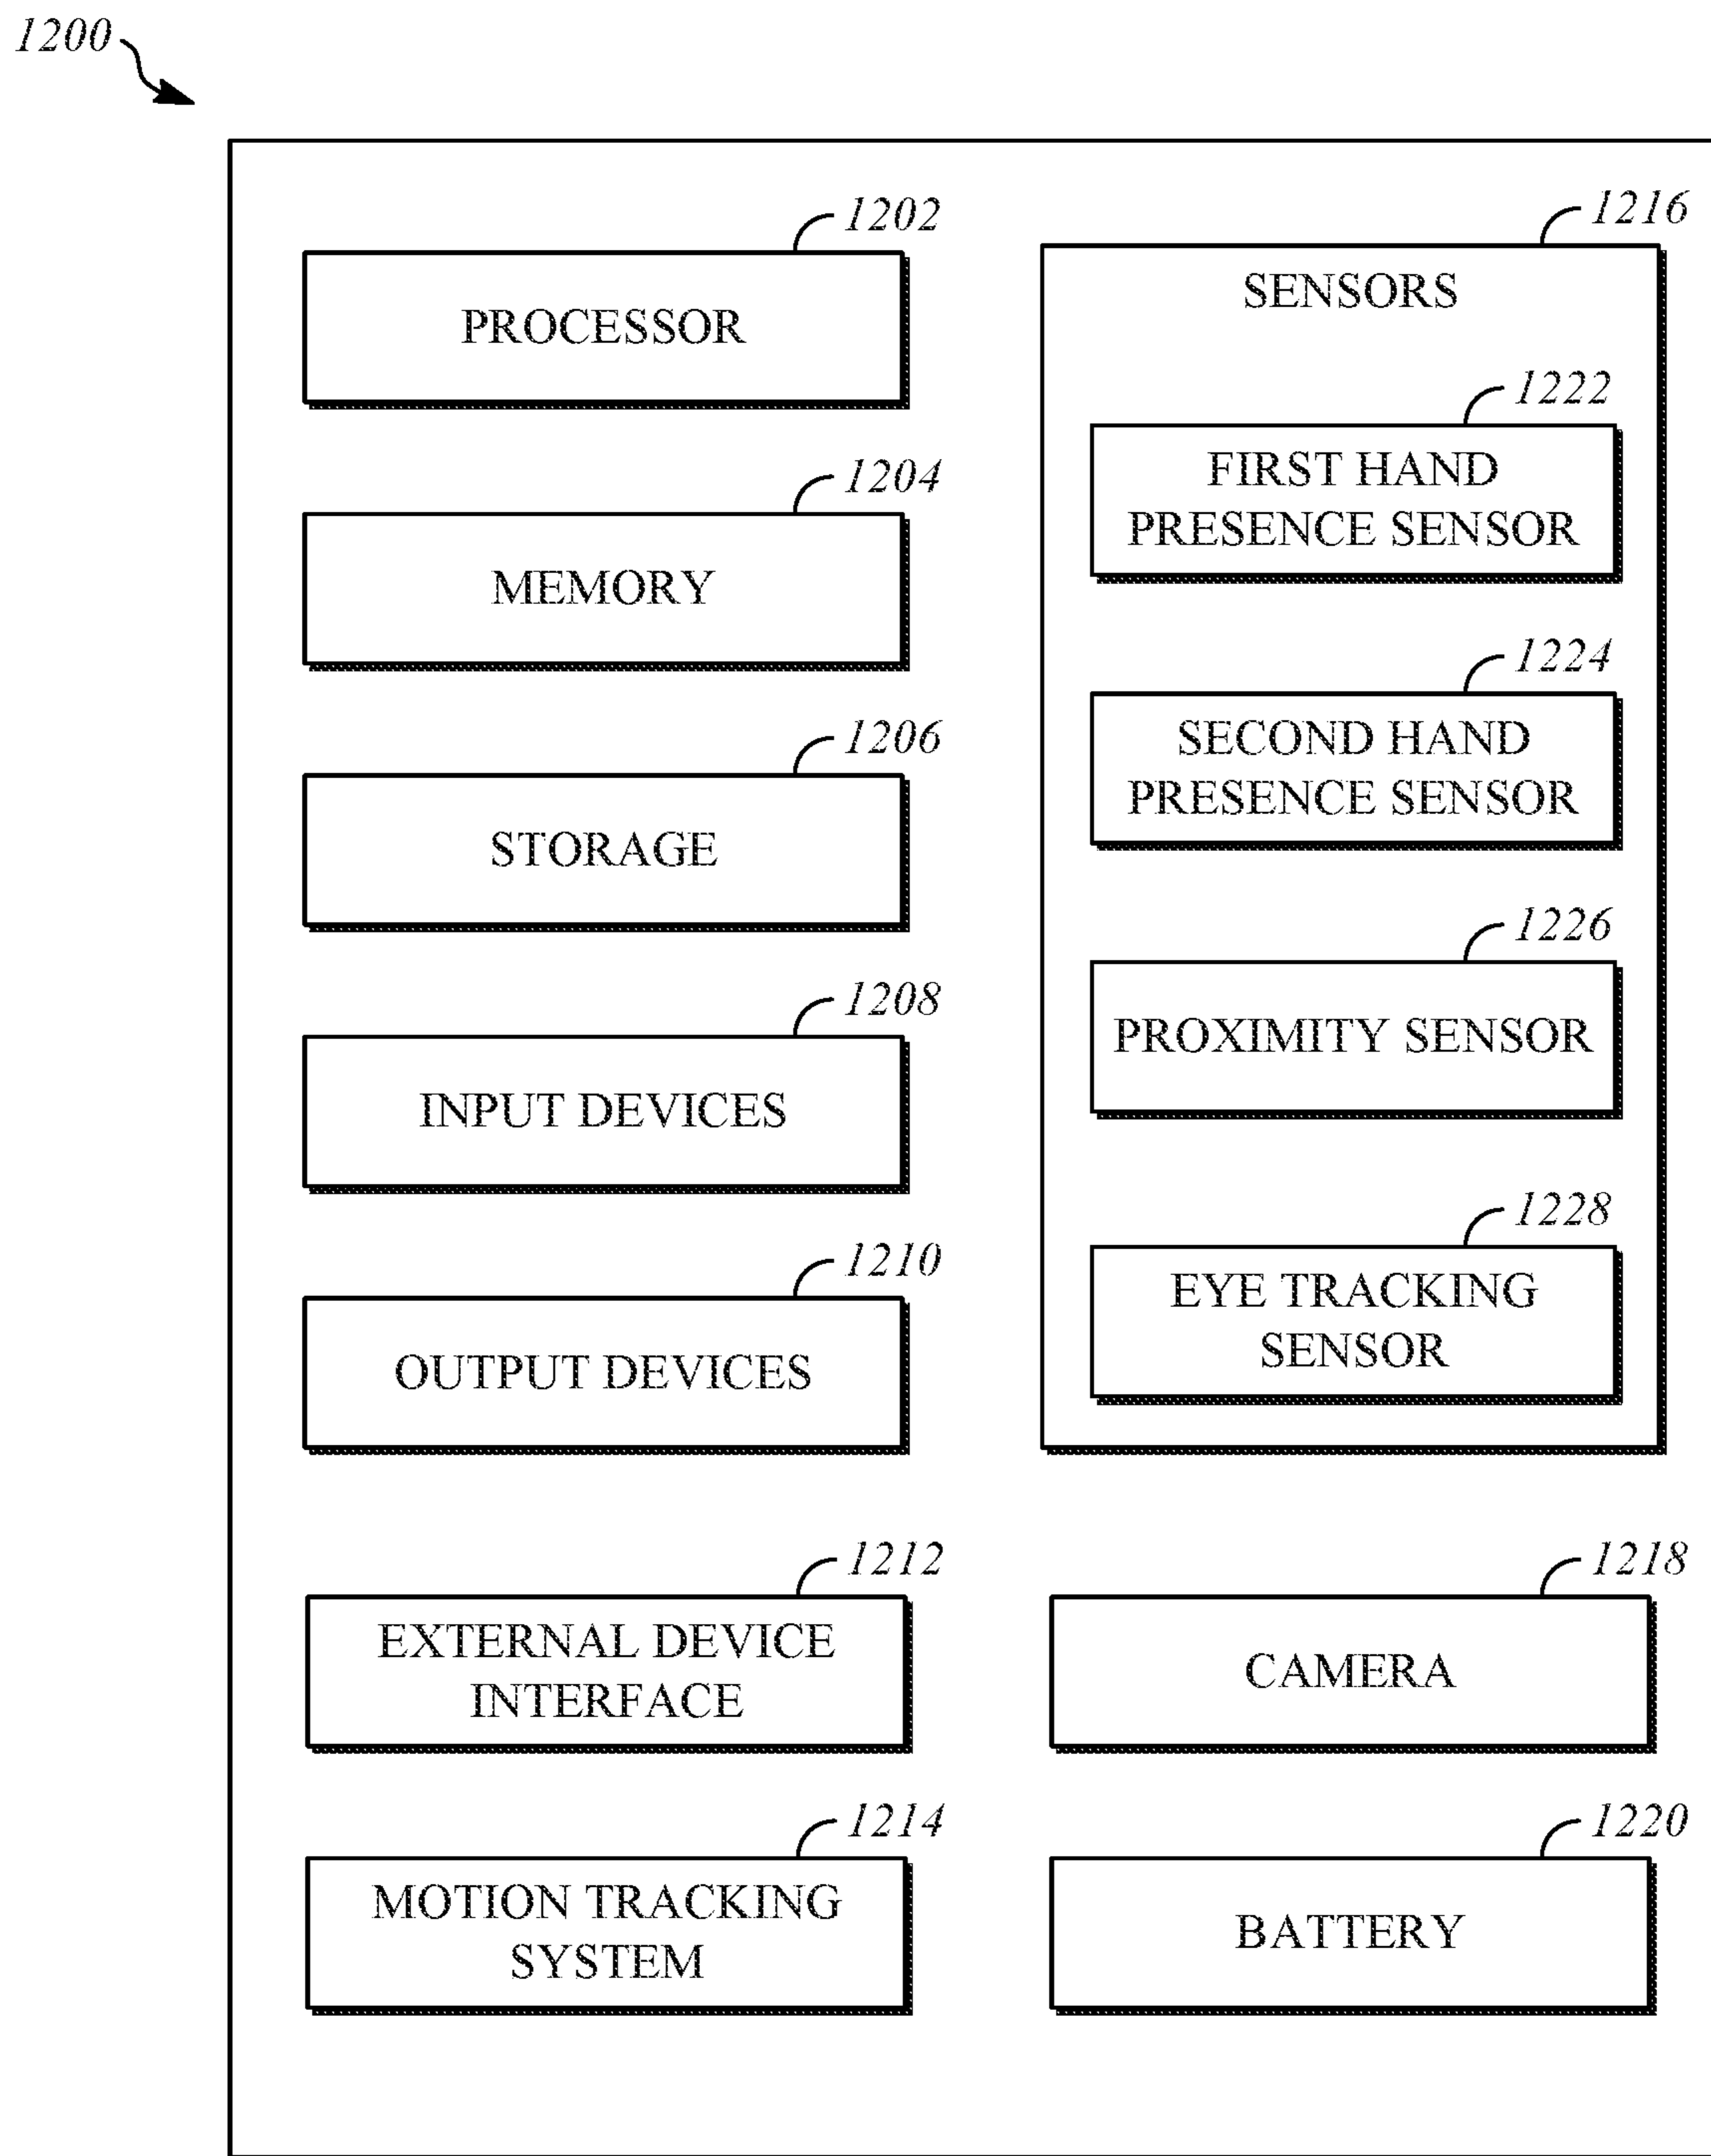 1200
1202
PROCESSOR
1204
MEMORY
1206
STORAGE
1208
INPUT DEVICES
1210
OUTPUT DEVICES
1212
EXTERNAL DEVICE
INTERFACE
1214
MOTION TRACKING
SYSTEM
1216
SENSORS
1222
FIRST HAND
PRESENCE SENSOR
1224
SECOND HAND
PRESENCE SENSOR
1226
PROXIMITY SENSOR
1228
EYE TRACKING
SENSOR
1218
CAMERA
1220
BATTERY